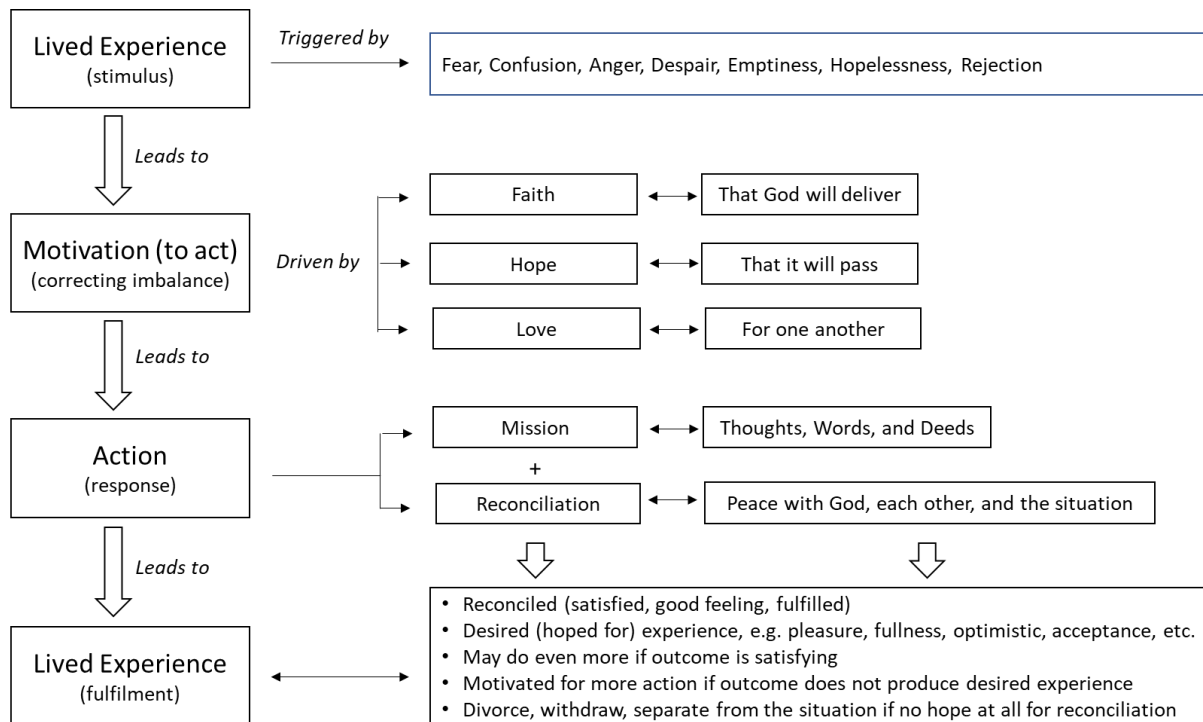 Lived Experience
(stimulus)
Triggered by
Fear, Confusion, Anger, Despair, Emptiness, Hopelessness, Rejection
Leads to
Motivation (to act)
(correcting imbalance)
Driven by
Faith
That God will deliver
Hope
That it will pass
Love
For one another
Leads to
Action
(response)
Mission
Thoughts, Words, and Deeds
+
Reconciliation
Peace with God, each other, and the situation
Leads to
Lived Experience
(fulfilment)
• Reconciled (satisfied, good feeling, fulfilled)
• Desired (hoped for) experience, e.g. pleasure, fullness, optimistic, acceptance, etc.
• May do even more if outcome is satisfying
• Motivated for more action if outcome does not produce desired experience
• Divorce, withdraw, separate from the situation if no hope at all for reconciliation